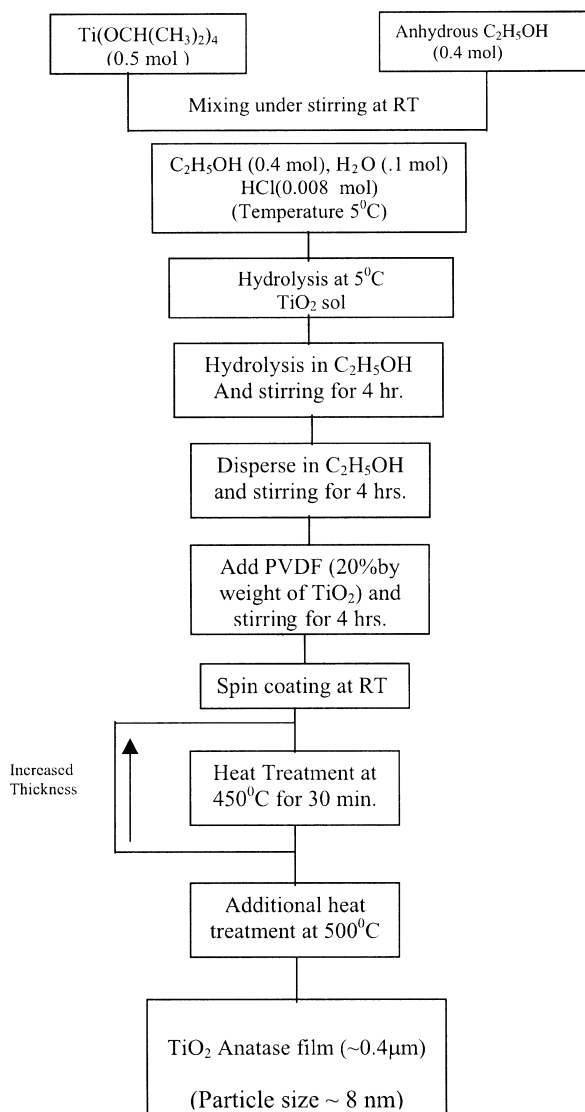 Ti(OCH(CH₃)₂)₄
(0.5 mol )
Anhydrous C₂H₅OH
(0.4 mol)
Mixing under stirring at RT
C₂H₅OH (0.4 mol), H₂O (.1 mol)
HCl(0.008 mol)
(Temperature 5⁰C)
Hydrolysis at 5⁰C
TiO₂ sol
Hydrolysis in C₂H₅OH
And stirring for 4 hr.
Disperse in C₂H₅OH
and stirring for 4 hrs.
Add PVDF (20%by
weight of TiO₂) and
stirring for 4 hrs.
Spin coating at RT
Increased
Thickness
Heat Treatment at
450⁰C for 30 min.
Additional heat
treatment at 500⁰C
TiO₂ Anatase film (~0.4μm)
(Particle size ~ 8 nm)